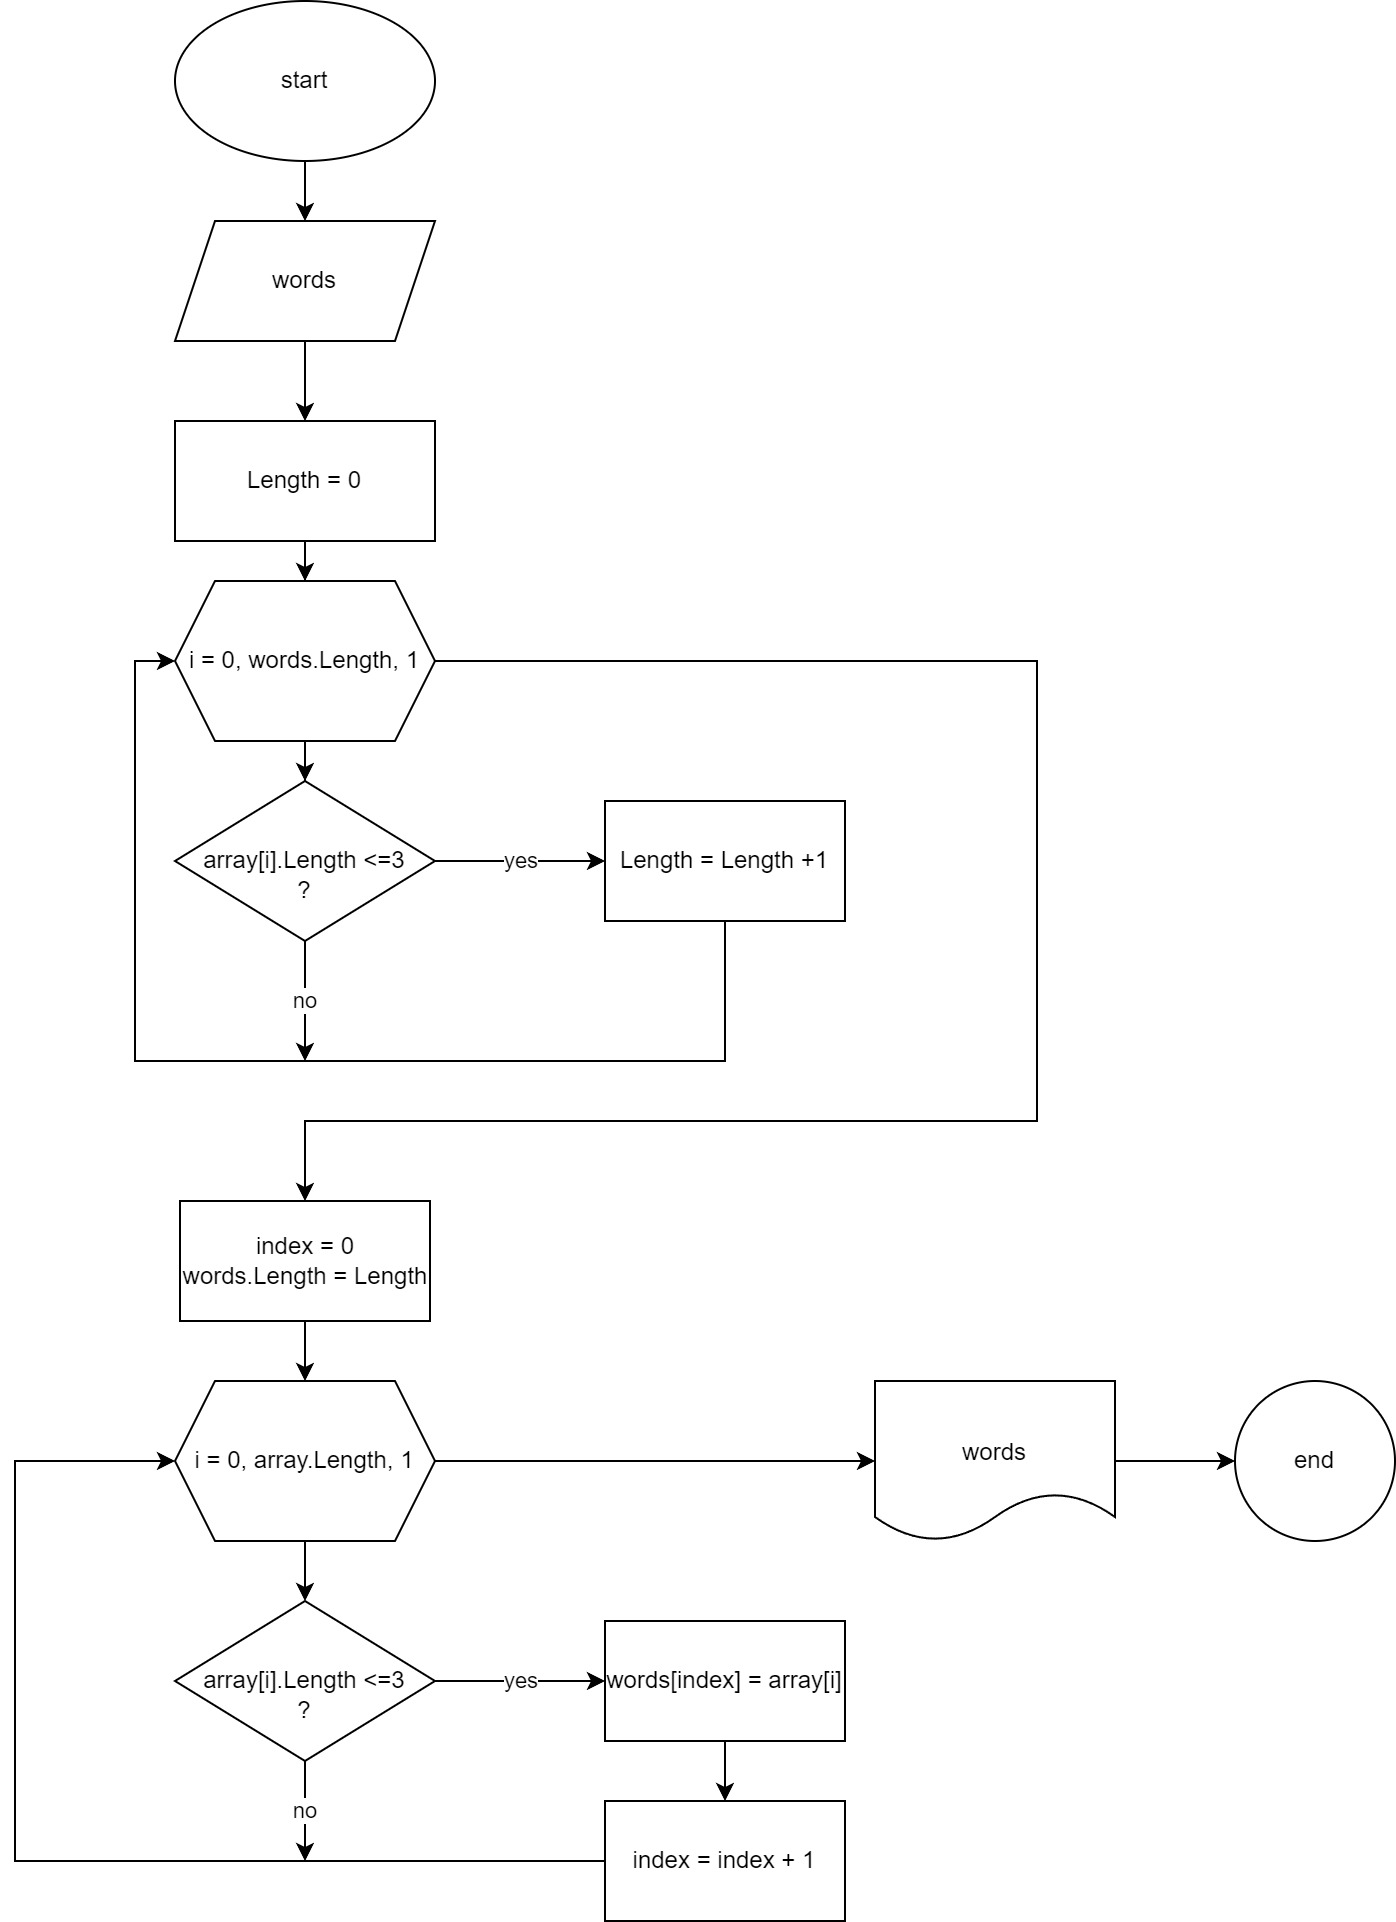 start
words
Length = 0
i = 0, words.Length, 1
array[i].Length <=3
?
yes
Length = Length +1
no
index = 0
words.Length = Length
i = 0, array.Length, 1
words
end
array[i].Length <=3
?
yes
words[index] = array[i]
no
index = index + 1